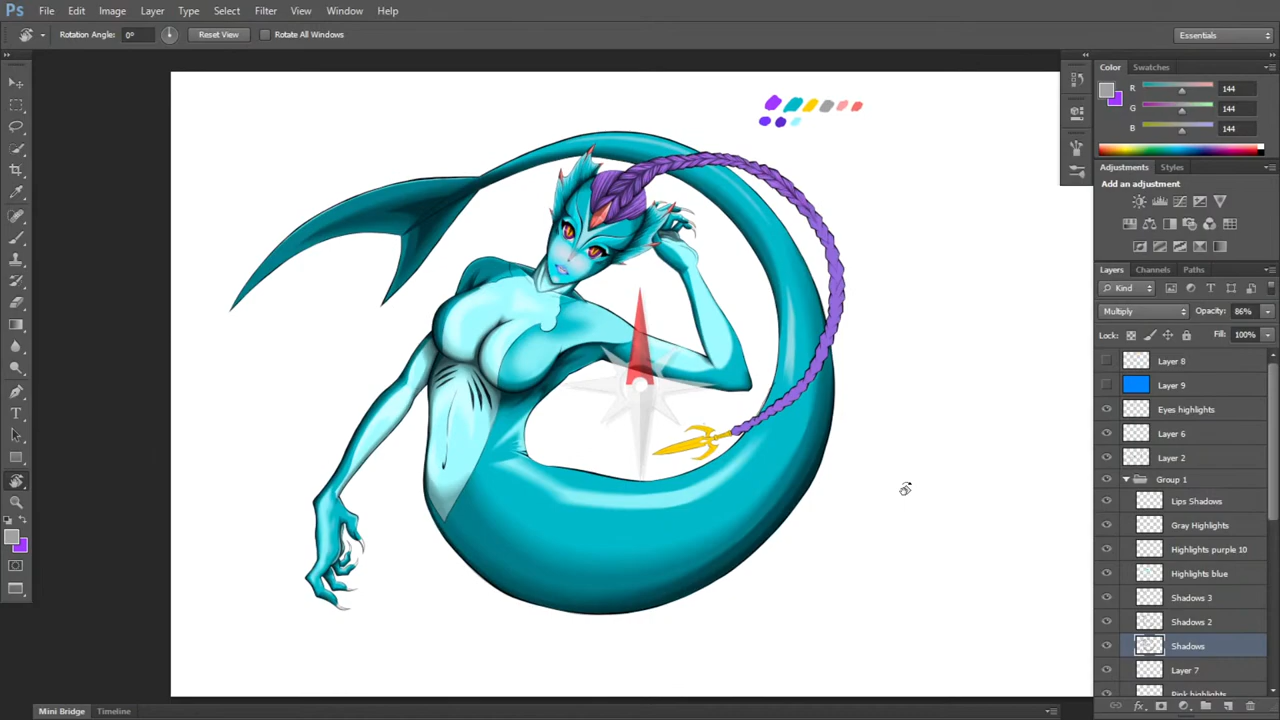 Ps File Edit Image Layer Type Select Filter View Window Help
Rotation Angle: 0° Reset View Rotate All Windows Essentials
Color Swatches
R 144
G 144
B 144
Adjustments Styles
Add an adjustment
Layers Channels Paths
Kind
Multiply Opacity: 86%
Lock: Fill: 100%
Layer 8
Layer 9
Eyes highlights
Layer 6
Layer 2
Group 1
Lips Shadows
Gray Highlights
Highlights purple 10
Highlights blue
Shadows 3
Shadows 2
Shadows
Layer 7
Pink highlights
Mini Bridge Timeline